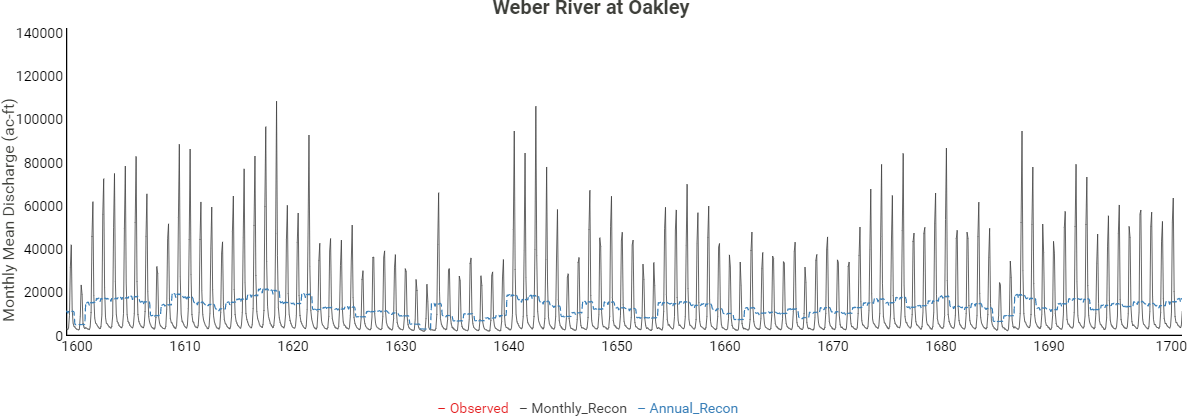 Weber River at Oakley
Monthly Mean Discharge (ac-ft)
140000
120000
100000
80000
60000
40000
20000
0
1600 1610 1620 1630 1640 1650 1660 1670 1680 1690 1700
Observed Monthly_Recon Annual_Recon